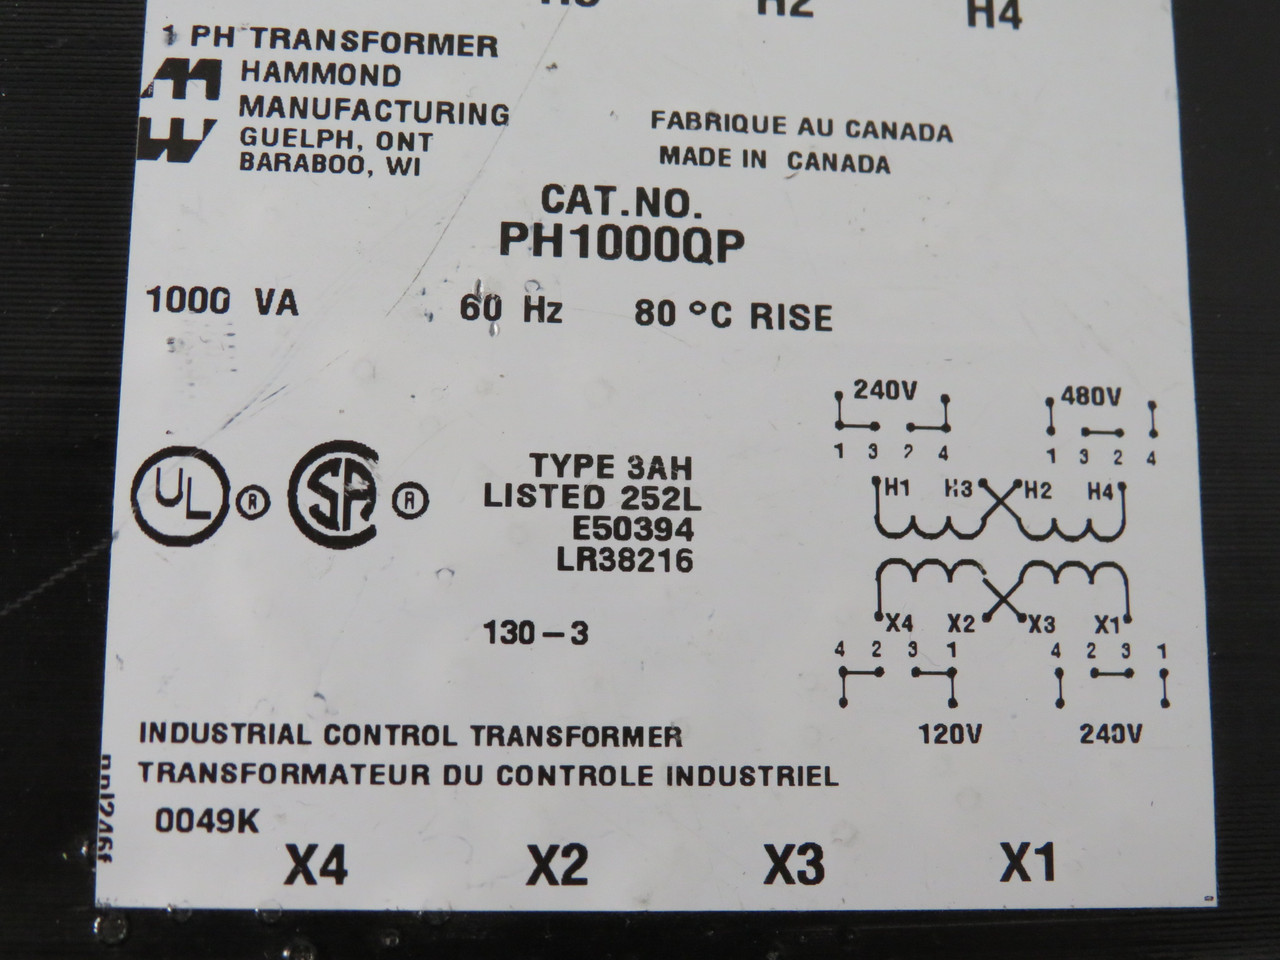 H2 H4
1 PH TRANSFORMER
HAMMOND
MANUFACTURING
GUELPH, ONT
BARABOO, WI
FABRIQUE AU CANADA
MADE IN CANADA
CAT.NO.
PH1000QP
1000 VA 60 Hz 80 °C RISE
UL ® SA ®
TYPE 3AH
LISTED 252L
E50394
LR38216
130-3
240V 480V
1 3 2 4 1 3 2 4
H1 H3 H2 H4
X4 X2 X3 X1
4 2 3 1 4 2 3 1
120V 240V
INDUSTRIAL CONTROL TRANSFORMER
TRANSFORMATEUR DU CONTROLE INDUSTRIEL
0049K
X4 X2 X3 X1